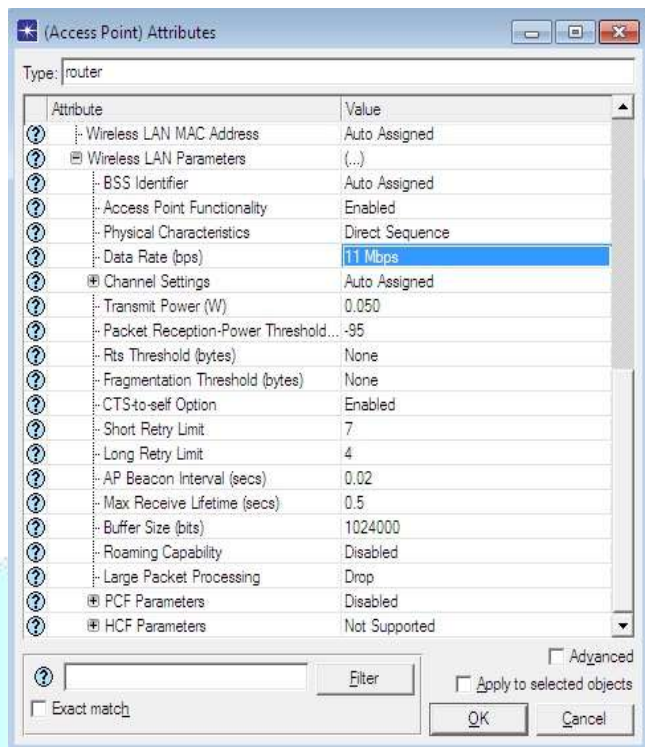 (Access Point) Attributes
Type: router
Attribute Value
Wireless LAN MAC Address Auto Assigned
Wireless LAN Parameters (...)
BSS Identifier Auto Assigned
Access Point Functionality Enabled
Physical Characteristics Direct Sequence
Data Rate (bps) 11 Mbps
Channel Settings Auto Assigned
Transmit Power (W) 0.050
Packet Reception-Power Threshold... -95
Rts Threshold (bytes) None
Fragmentation Threshold (bytes) None
CTS-to-self Option Enabled
Short Retry Limit 7
Long Retry Limit 4
AP Beacon Interval (secs) 0.02
Max Receive Lifetime (secs) 0.5
Buffer Size (bits) 1024000
Roaming Capability Disabled
Large Packet Processing Drop
PCF Parameters Disabled
HCF Parameters Not Supported
Advanced
Filter
Apply to selected objects
Exact match
OK Cancel